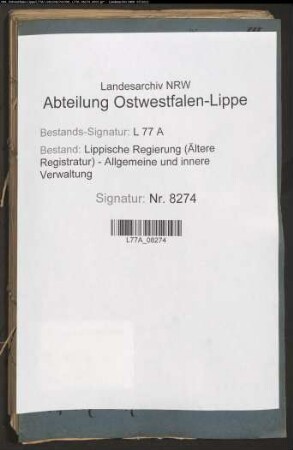 Landesarchiv NRW
Abteilung Ostwestfalen-Lippe
Bestands-Signatur: L 77 A
Bestand: Lippische Regierung (Ältere
Registratur) - Allgemeine und innere
Verwaltung
Signatur: Nr. 8274
L77A_08274